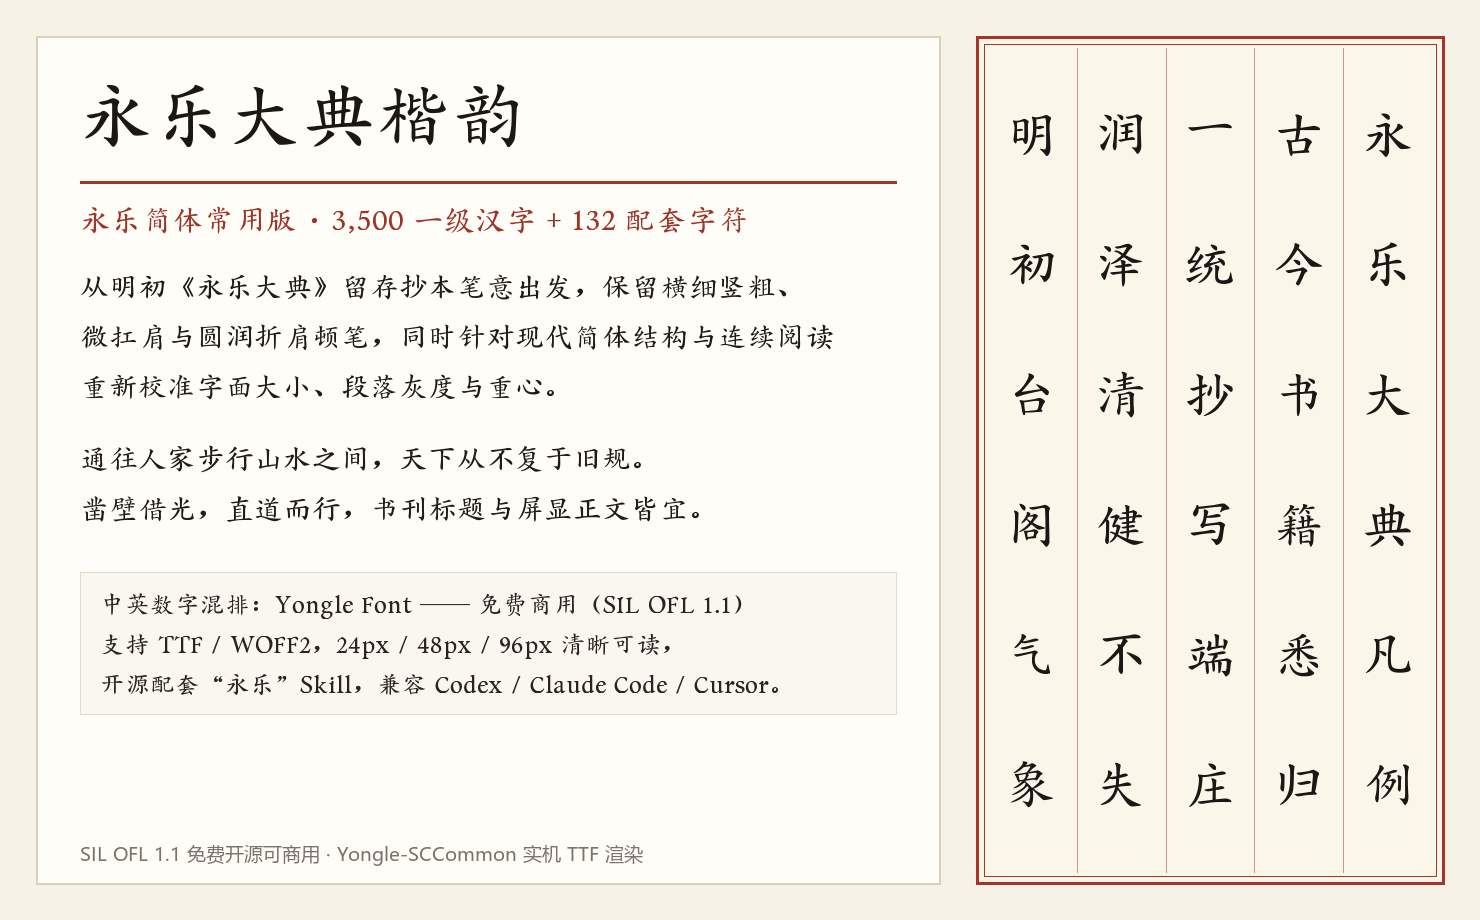 永乐大典楷韵
永乐简体常用版 · 3,500 一级汉字 + 132 配套字符
从明初《永乐大典》留存抄本笔意出发，保留横细竖粗、
微扛肩与圆润折肩顿笔，同时针对现代简体结构与连续阅读
重新校准字面大小、段落灰度与重心。
通往人家步行山水之间，天下从不复于旧规。
凿壁借光，直道而行，书刊标题与屏显正文皆宜。
中英数字混排：Yongle Font —— 免费商用（SIL OFL 1.1）
支持 TTF / WOFF2，24px / 48px / 96px 清晰可读，
开源配套“永乐”Skill，兼容 Codex / Claude Code / Cursor。
SIL OFL 1.1 免费开源可商用 · Yongle-SCCommon 实机 TTF 渲染
永乐大典凡例
古今书籍悉归
一统抄写端庄
润泽清健不失
明初台阁气象